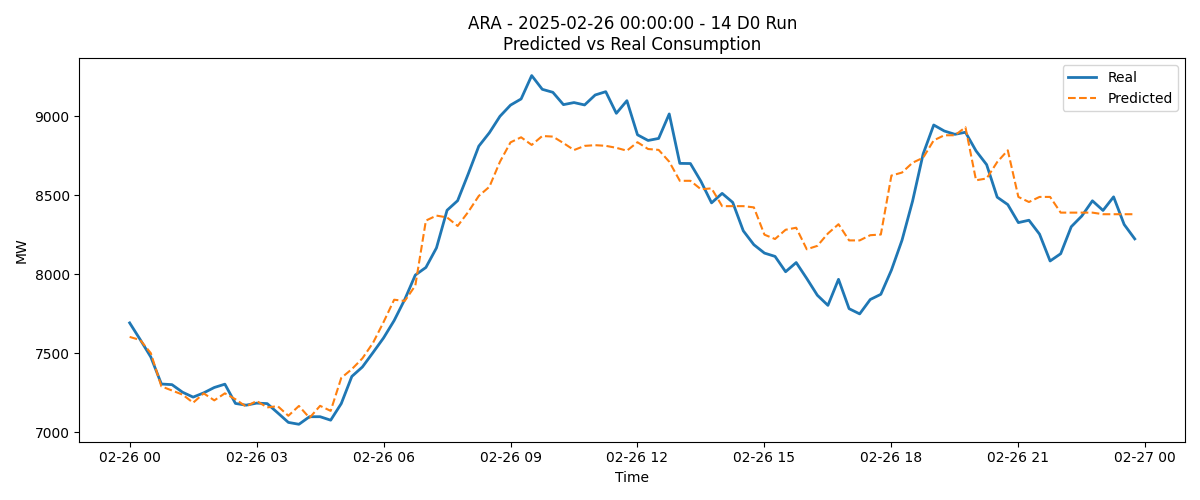 ARA - 2025-02-26 00:00:00 - 14 D0 Run
Predicted vs Real Consumption
Real
Predicted
9000
8500
8000
7500
7000
MW
02-26 00 02-26 03 02-26 06 02-26 09 02-26 12 02-26 15 02-26 18 02-26 21 02-27 00
Time